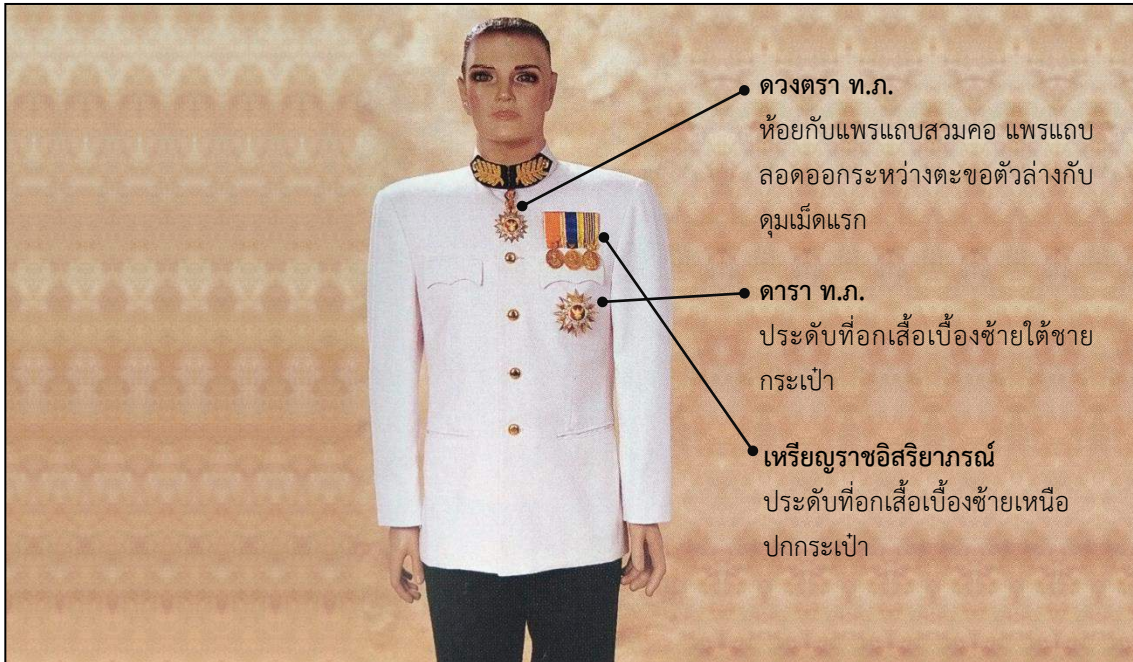 ดวงตรา ท.ภ.
ห้อยกับแพรแถบสวมคอ แพรแถบ
ลอดออกระหว่างตะขอตัวล่างกับ
ดุมเม็ดแรก
ดารา ท.ภ.
ประดับที่อกเสื้อเบื้องซ้ายใต้ชาย
กระเป๋า
เหรียญราชอิสริยาภรณ์
ประดับที่อกเสื้อเบื้องซ้ายเหนือ
ปกกระเป๋า